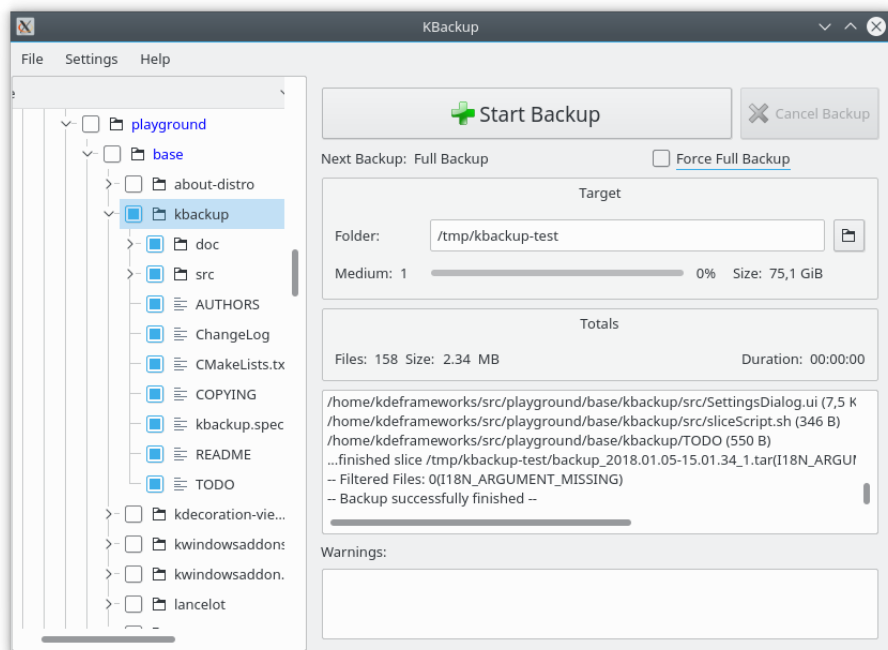 KBackup
File Settings Help
playground
base
about-distro
kbackup
doc
src
AUTHORS
ChangeLog
CMakeLists.tx
COPYING
kbackup.spec
README
TODO
kdecoration-vie...
kwindowsaddons
kwindowsaddon.
lancelot
Start Backup
Cancel Backup
Next Backup: Full Backup
Force Full Backup
Target
Folder: /tmp/kbackup-test
Medium: 1 0% Size: 75,1 GiB
Totals
Files: 158 Size: 2.34 MB Duration: 00:00:00
/home/kdeframeworks/src/playground/base/kbackup/src/SettingsDialog.ui (7,5 K
/home/kdeframeworks/src/playground/base/kbackup/src/sliceScript.sh (346 B)
/home/kdeframeworks/src/playground/base/kbackup/TODO (550 B)
...finished slice /tmp/kbackup-test/backup_2018.01.05-15.01.34_1.tar(I18N_ARGUM
-- Filtered Files: 0(I18N_ARGUMENT_MISSING)
-- Backup successfully finished --
Warnings: